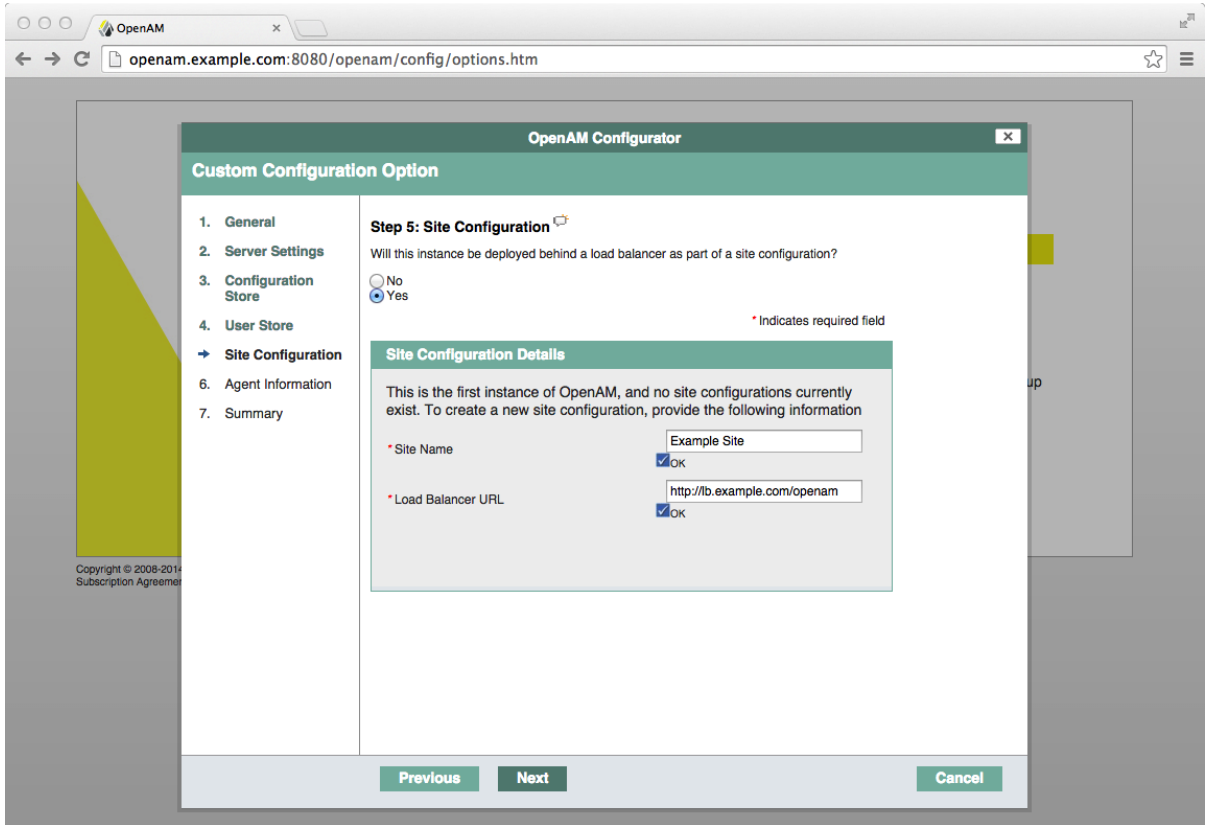 OpenAM
openam.example.com:8080/openam/config/options.htm
OpenAM Configurator
Custom Configuration Option
1. General
2. Server Settings
3. Configuration
Store
4. User Store
Site Configuration
6. Agent Information
7. Summary
Step 5: Site Configuration
Will this instance be deployed behind a load balancer as part of a site configuration?
No
Yes
* Indicates required field
Site Configuration Details
This is the first instance of OpenAM, and no site configurations currently
exist. To create a new site configuration, provide the following information
* Site Name
Example Site
OK
* Load Balancer URL
http://lb.example.com/openam
OK
up
Copyright © 2008-2014
Subscription
Previous
Next
Cancel